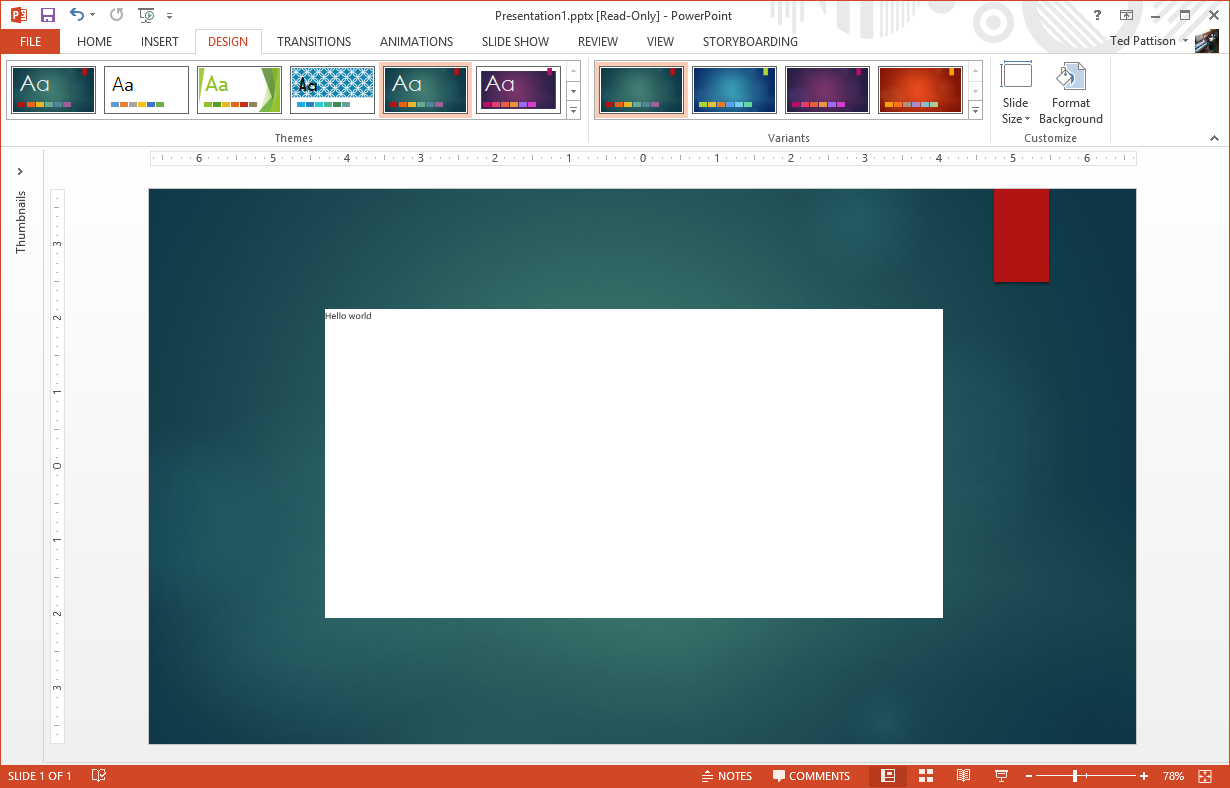 Presentation1.pptx [Read-Only] - PowerPoint
?
FILE HOME INSERT DESIGN TRANSITIONS ANIMATIONS SLIDE SHOW REVIEW VIEW STORYBOARDING Ted Pattison
Aa Aa Aa Aa Aa Aa
Slide Size
Format Background
Themes Variants Customize
6 5 4 3 2 1 0 1 2 3 4 5 6
Thumbnails
3
2
1
0
1
2
3
Hello world
SLIDE 1 OF 1 NOTES COMMENTS 78%